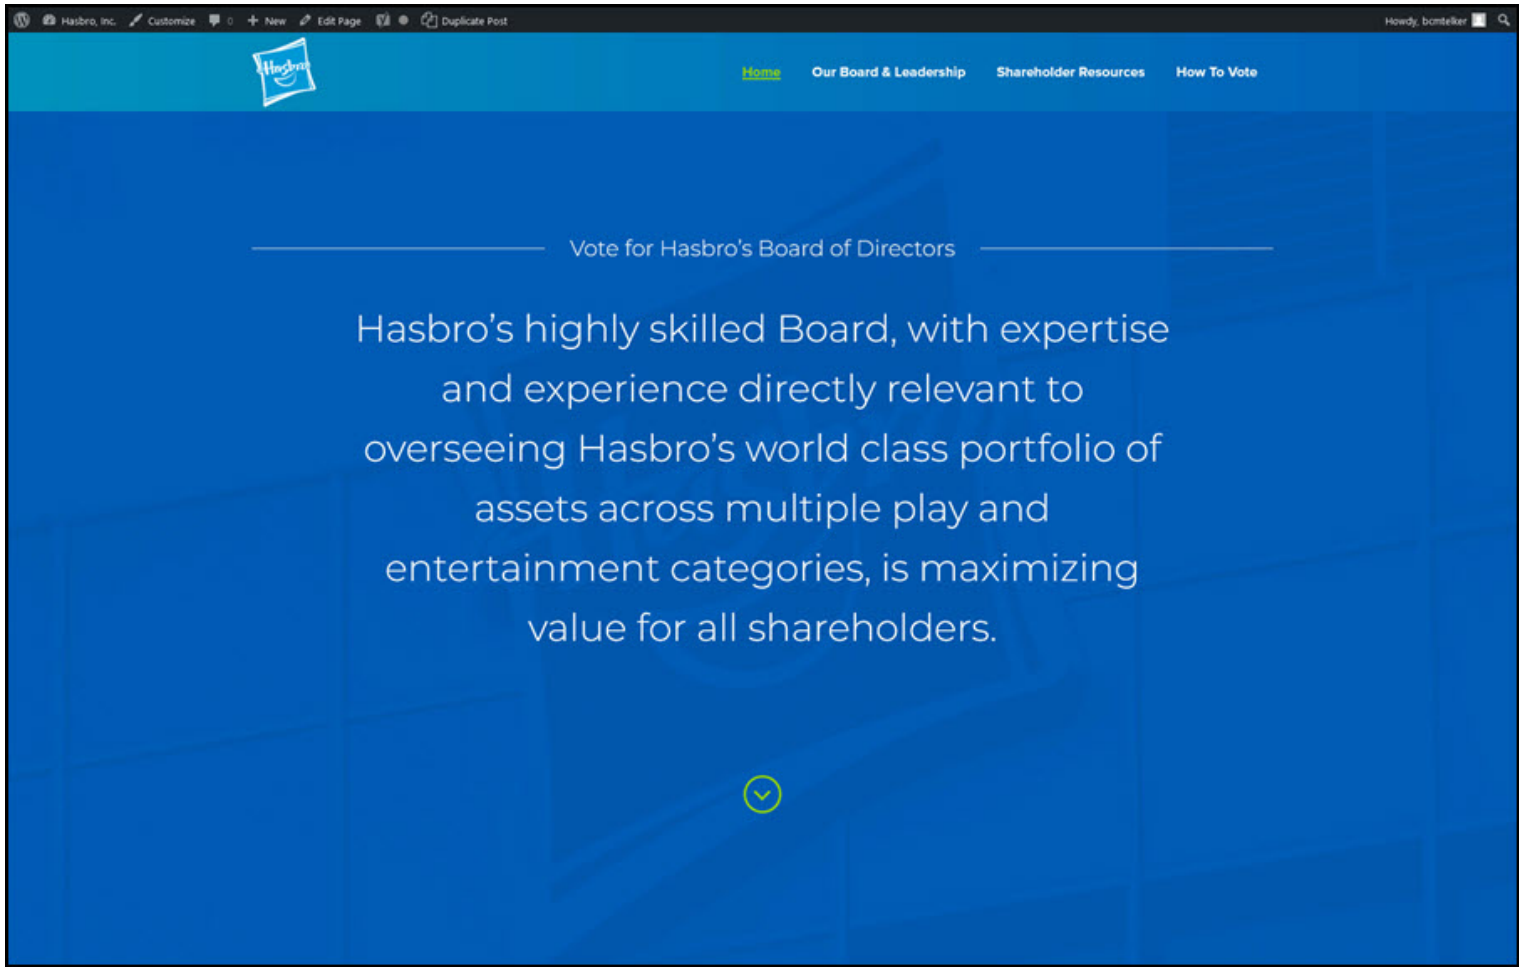 Hasbro, Inc. Customize 0 New Edit Page Duplicate Post Howdy, bcmtelker
Hasbro Home Our Board & Leadership Shareholder Resources How To Vote
Vote for Hasbro’s Board of Directors
Hasbro’s highly skilled Board, with expertise
and experience directly relevant to
overseeing Hasbro’s world class portfolio of
assets across multiple play and
entertainment categories, is maximizing
value for all shareholders.